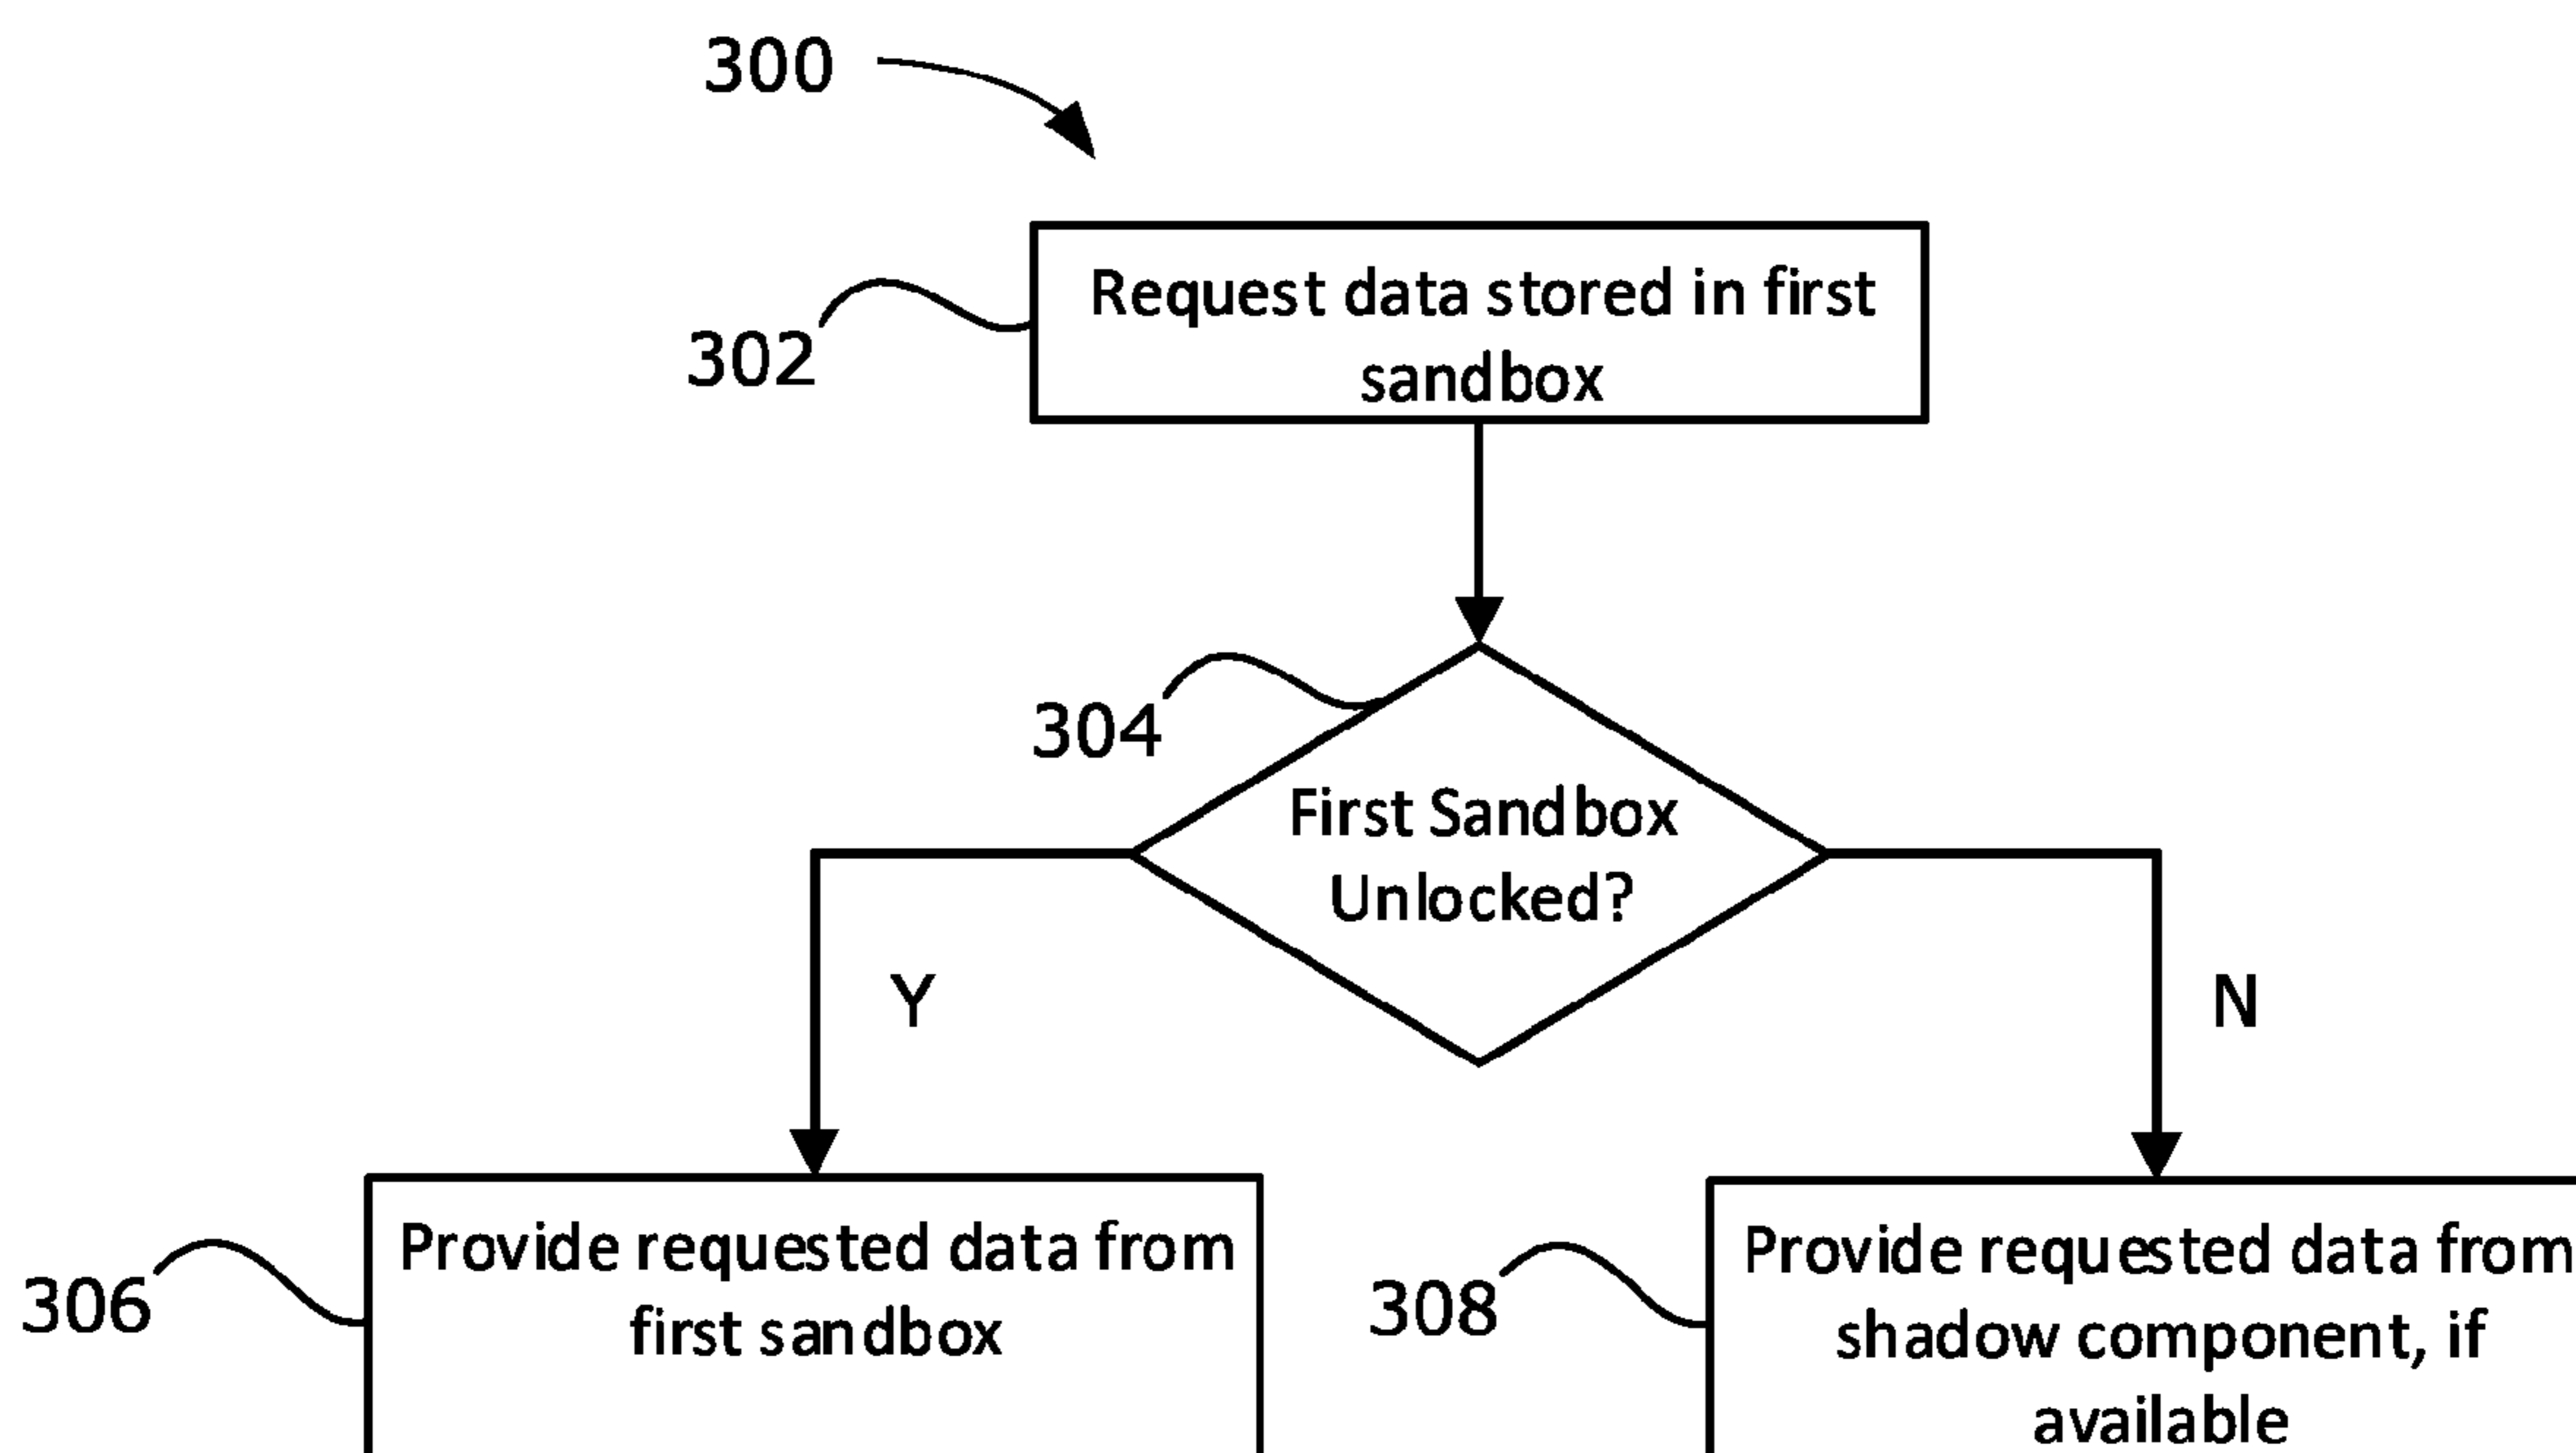 300
Request data stored in first
sandbox
302
304
First Sandbox
Unlocked?
Y
N
Provide requested data from
first sandbox
306
Provide requested data from
shadow component, if
available
308